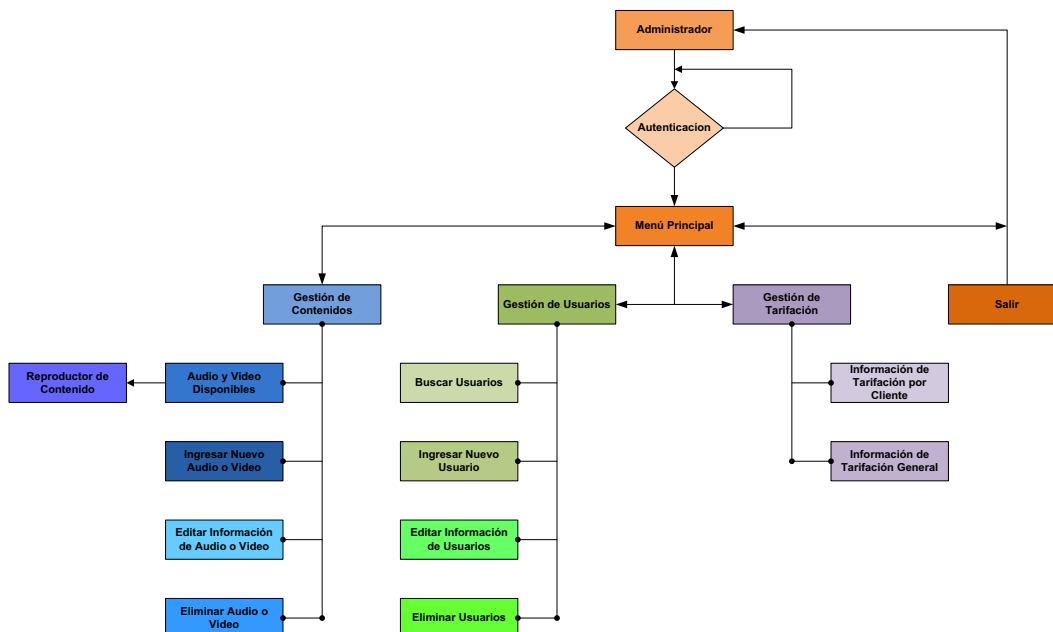 Administrador
Autenticacion
Menú Principal
Gestión de
Contenidos
Gestión de Usuarios
Gestión de
Tarifación
Salir
Reproductor de
Contenido
Audio y Video
Disponibles
Buscar Usuarios
Información de
Tarifación por
Cliente
Ingresar Nuevo
Audio o Video
Ingresar Nuevo
Usuario
Información de
Tarifación General
Editar Información
de Audio o Video
Editar Información
de Usuarios
Eliminar Audio o
Video
Eliminar Usuarios